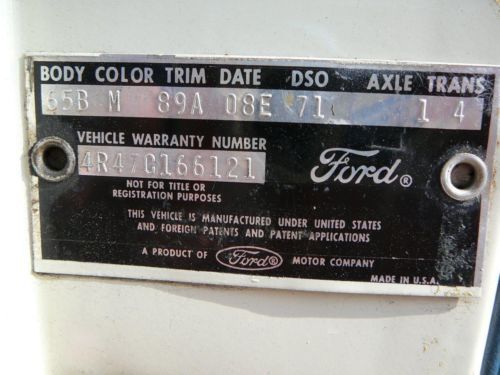 BODY COLOR TRIM DATE DSO AXLE TRANS
65B M 89A 08E 71 1 4
VEHICLE WARRANTY NUMBER
4R47C166121
Ford®
NOT FOR TITLE OR
REGISTRATION PURPOSES
THIS VEHICLE IS MANUFACTURED UNDER UNITED STATES
AND FOREIGN PATENTS AND PATENT APPLICATIONS
A PRODUCT OF Ford® MOTOR COMPANY
MADE IN U.S.A.